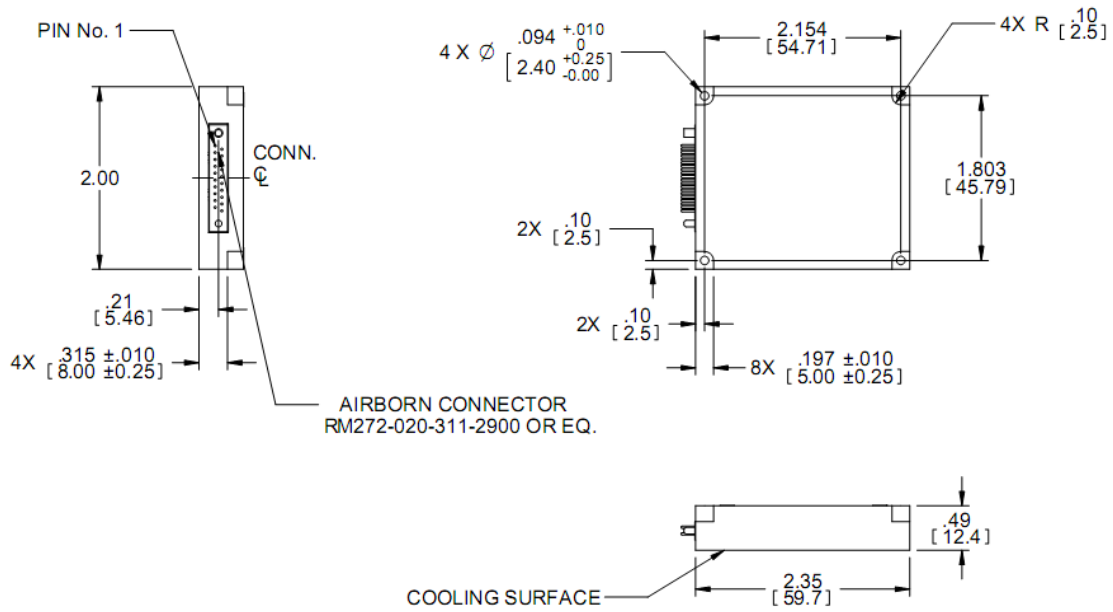 PIN No. 1
2.00
CONN.
C̲L
.21
[ 5.46 ]
4X .315 ±.010
[ 8.00 ±0.25 ]
AIRBORN CONNECTOR
RM272-020-311-2900 OR EQ.
4 X Ø .094 +.010
0
[ 2.40 +0.25
-0.00 ]
2.154
[ 54.71 ]
4X R .10
[ 2.5 ]
1.803
[ 45.79 ]
2X .10
[ 2.5 ]
2X .10
[ 2.5 ]
8X .197 ±.010
[ 5.00 ±0.25 ]
.49
[ 12.4 ]
2.35
[ 59.7 ]
COOLING SURFACE